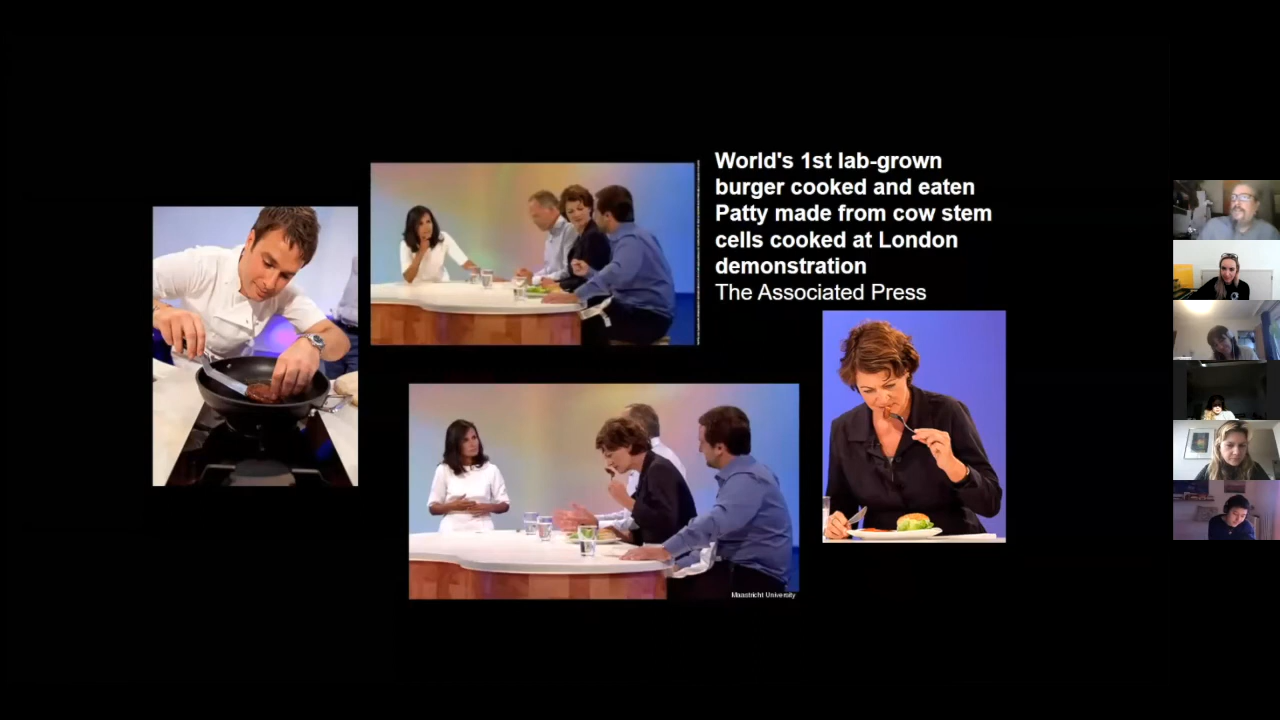 World's 1st lab-grown
burger cooked and eaten
Patty made from cow stem
cells cooked at London
demonstration
The Associated Press
Maastricht University